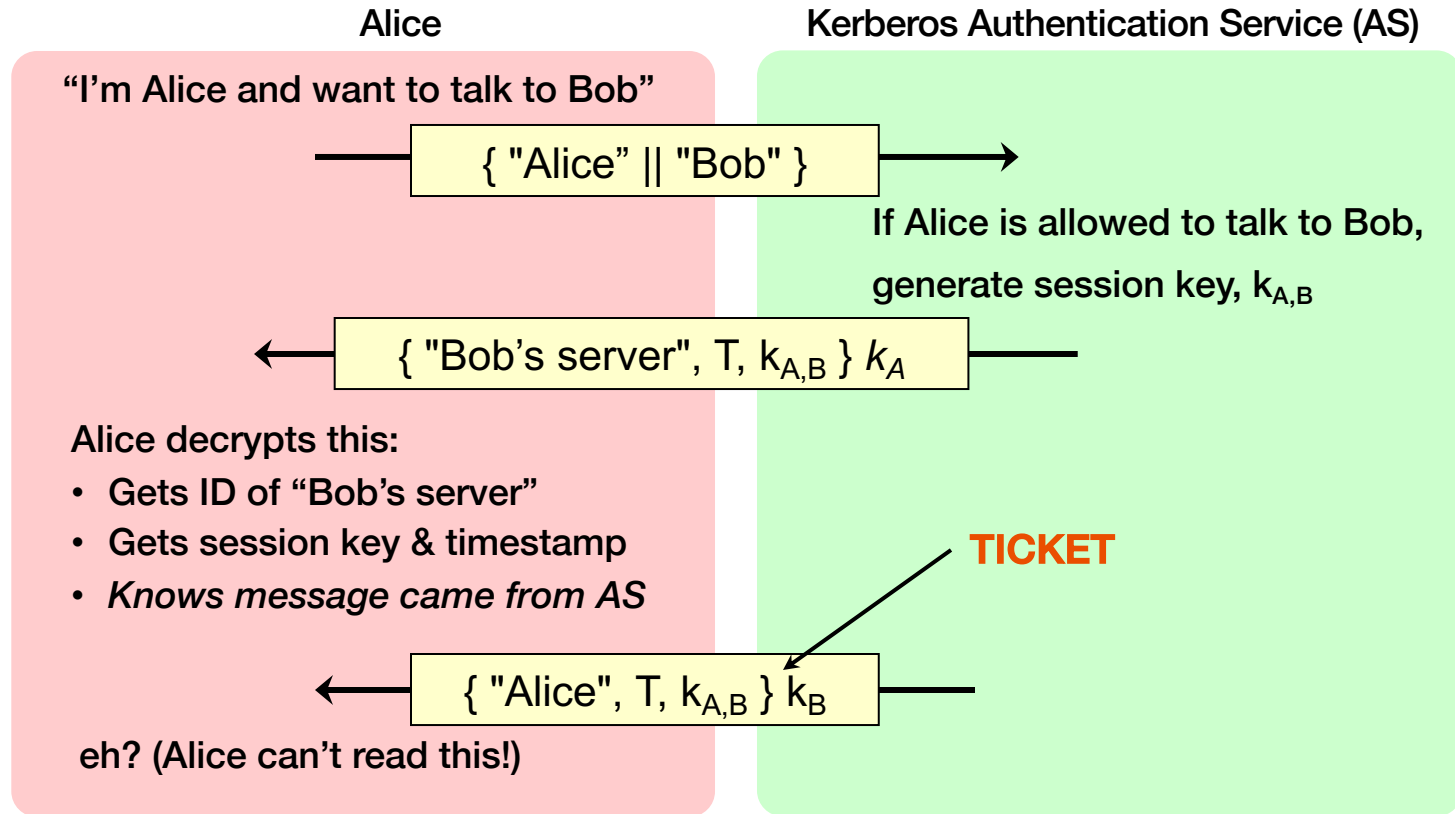 Alice
Kerberos Authentication Service (AS)
“I’m Alice and want to talk to Bob”
{ "Alice” || "Bob" }
If Alice is allowed to talk to Bob,
generate session key, kA,B
{ "Bob’s server", T, kA,B } kA
Alice decrypts this:
• Gets ID of “Bob’s server”
• Gets session key & timestamp
• Knows message came from AS
TICKET
{ "Alice", T, kA,B } kB
eh? (Alice can’t read this!)